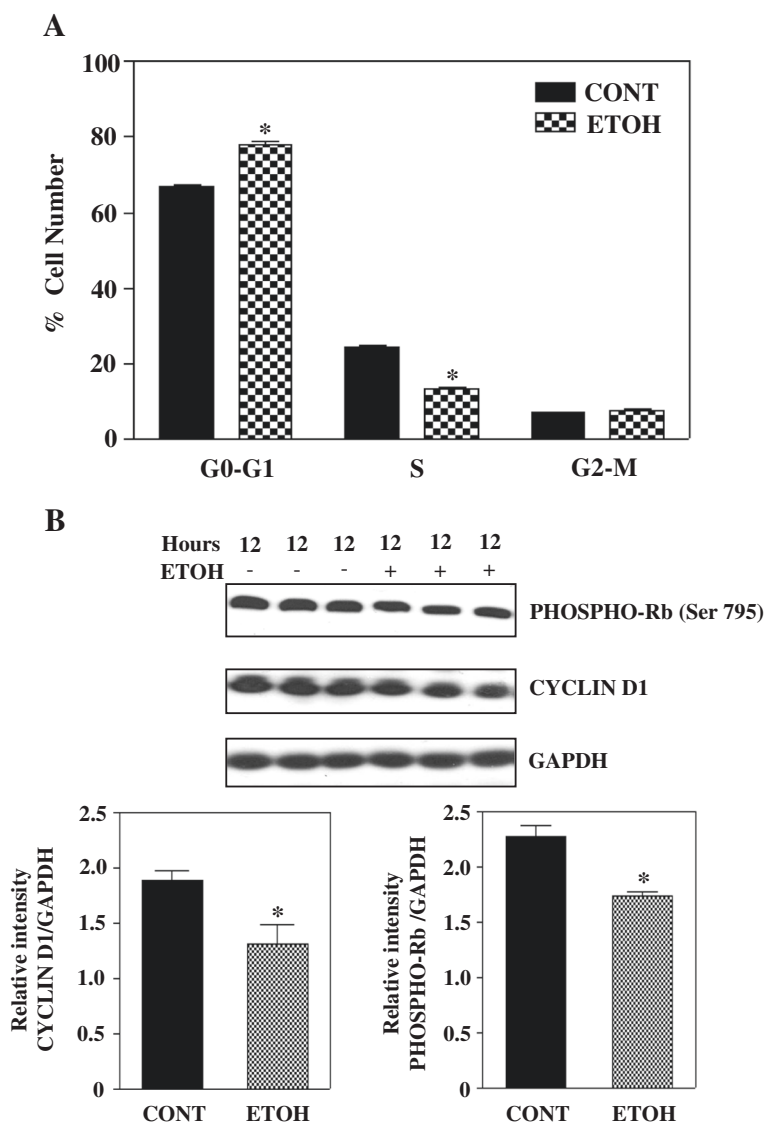 A
100
80
60
40
20
0
% Cell Number
CONT
ETOH
*
*
G0-G1 S G2-M
B
Hours 12 12 12 12 12 12
ETOH - - - + + +
PHOSPHO-Rb (Ser 795)
CYCLIN D1
GAPDH
Relative intensity
CYCLIN D1/GAPDH
2.5
2.0
1.5
1.0
0.5
0
*
CONT ETOH
Relative intensity
PHOSPHO-Rb /GAPDH
2.5
2.0
1.5
1.0
0.5
0
*
CONT ETOH